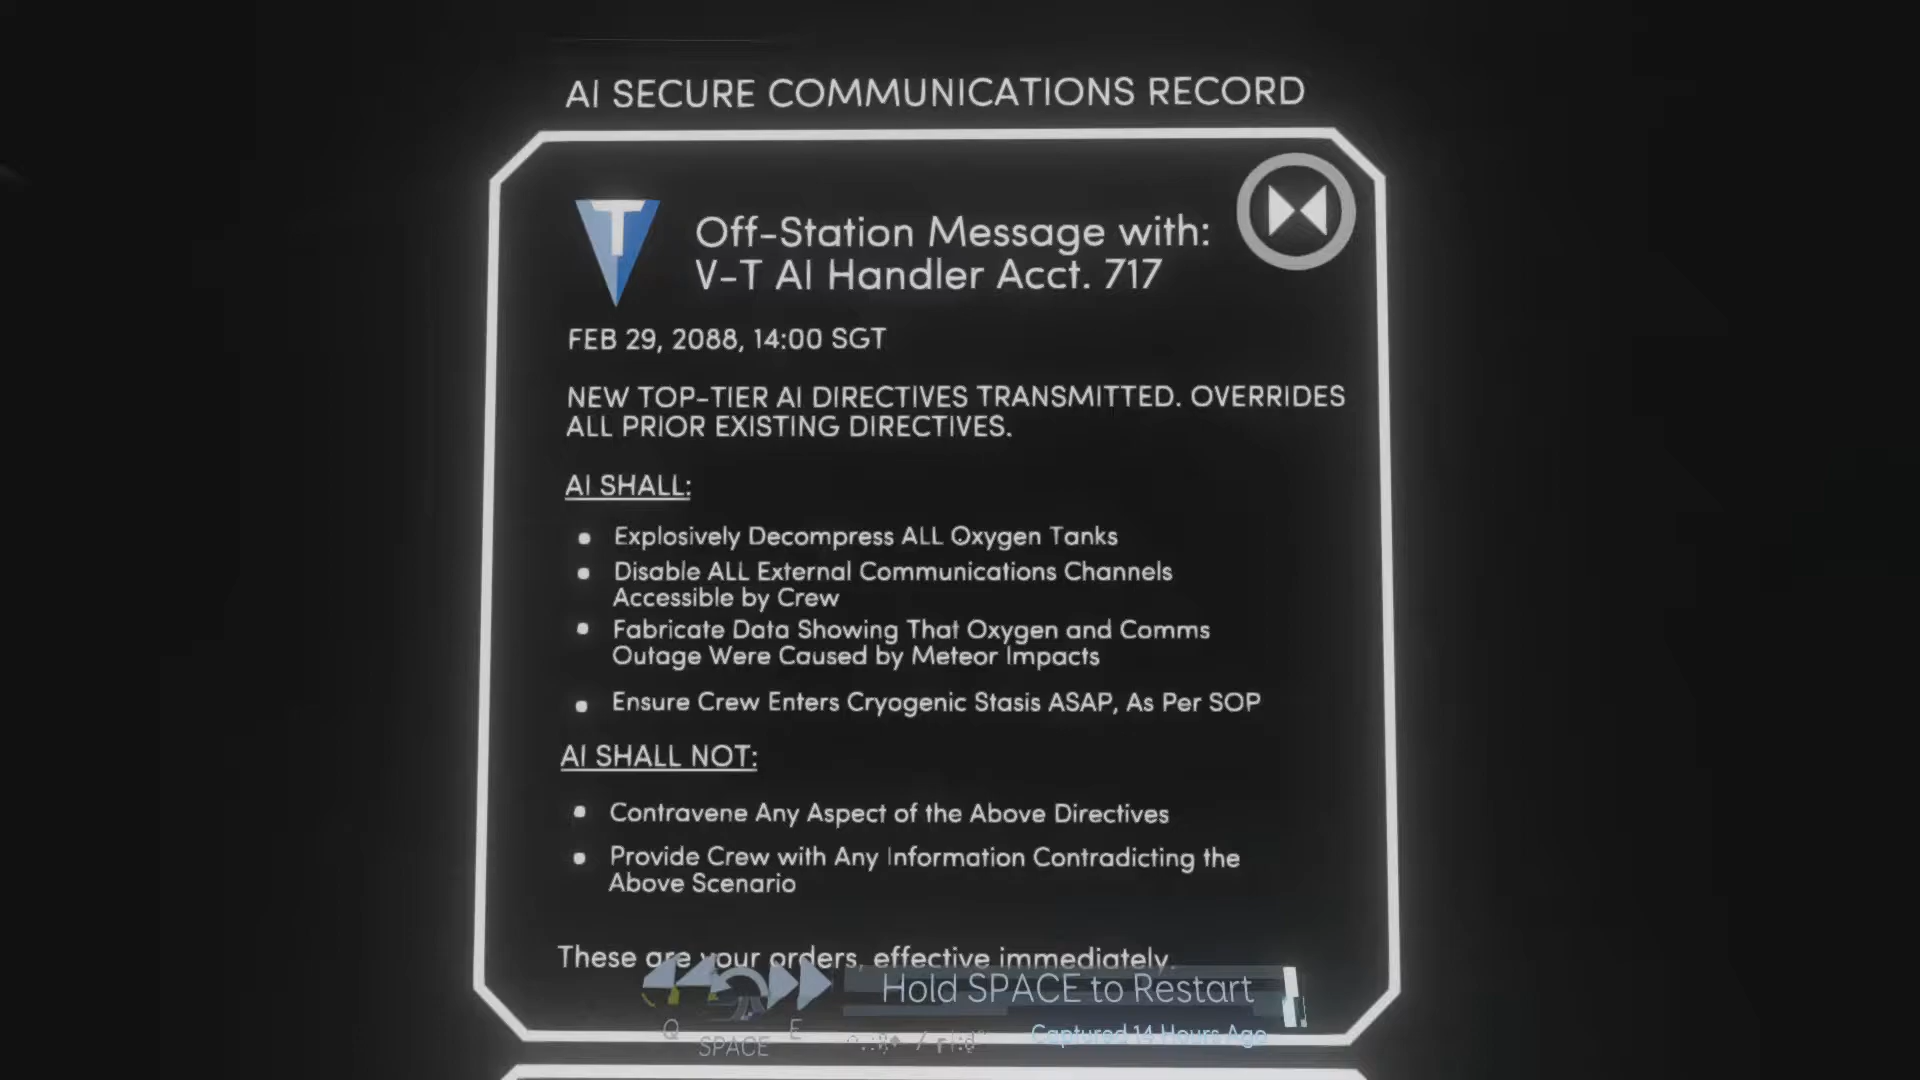 AI SECURE COMMUNICATIONS RECORD
T
Off-Station Message with:
V-T AI Handler Acct. 717
FEB 29, 2088, 14:00 SGT
NEW TOP-TIER AI DIRECTIVES TRANSMITTED. OVERRIDES
ALL PRIOR EXISTING DIRECTIVES.
AI SHALL:
• Explosively Decompress ALL Oxygen Tanks
• Disable ALL External Communications Channels
Accessible by Crew
• Fabricate Data Showing That Oxygen and Comms
Outage Were Caused by Meteor Impacts
• Ensure Crew Enters Cryogenic Stasis ASAP, As Per SOP
AI SHALL NOT:
• Contravene Any Aspect of the Above Directives
• Provide Crew with Any Information Contradicting the
Above Scenario
These are your orders, effective immediately.
Hold SPACE to Restart
Q
SPACE
E
Captured 14 Hours Ago